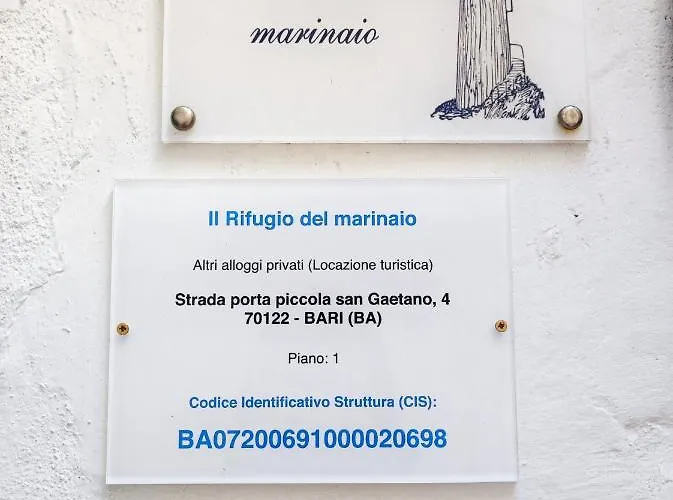 marinaio
Il Rifugio del marinaio
Altri alloggi privati (Locazione turistica)
Strada porta piccola san Gaetano, 4
70122 - BARI (BA)
Piano: 1
Codice Identificativo Struttura (CIS):
BA07200691000020698